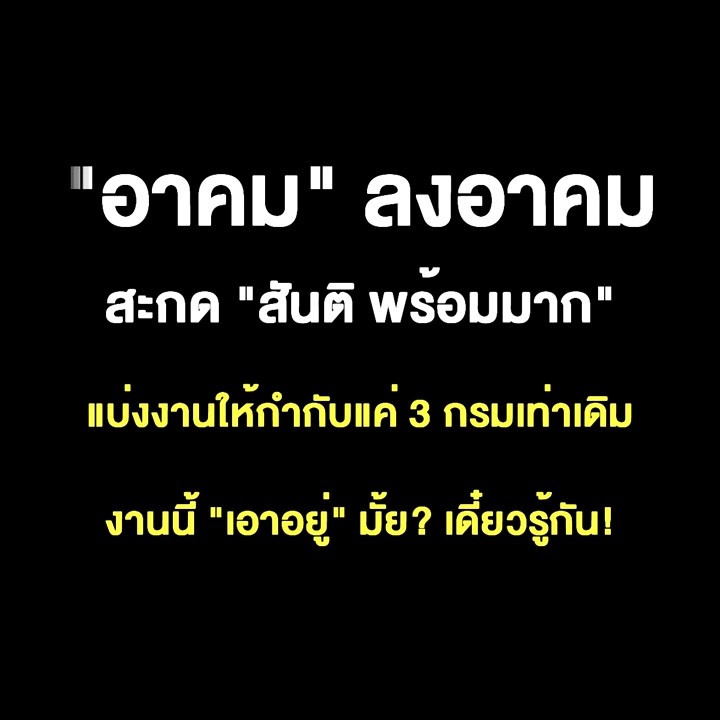 "อาคม" ลงอาคม
สะกด "สันติ พร้อมมาก"
แบ่งงานให้กำกับแค่ 3 กรมเท่าเดิม
งานนี้ "เอาอยู่" มั้ย? เดี๋ยวรู้กัน!